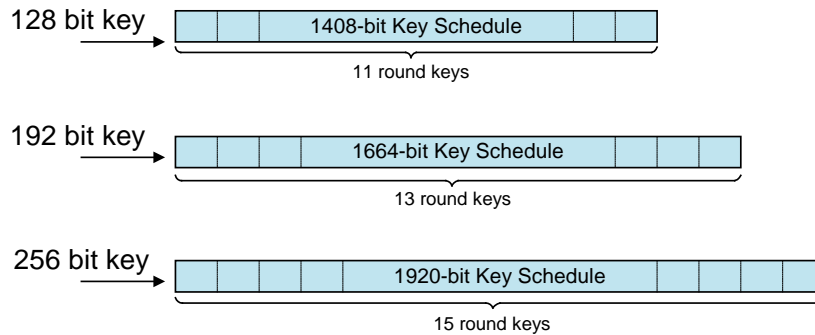 128 bit key
1408-bit Key Schedule
11 round keys
192 bit key
1664-bit Key Schedule
13 round keys
256 bit key
1920-bit Key Schedule
15 round keys